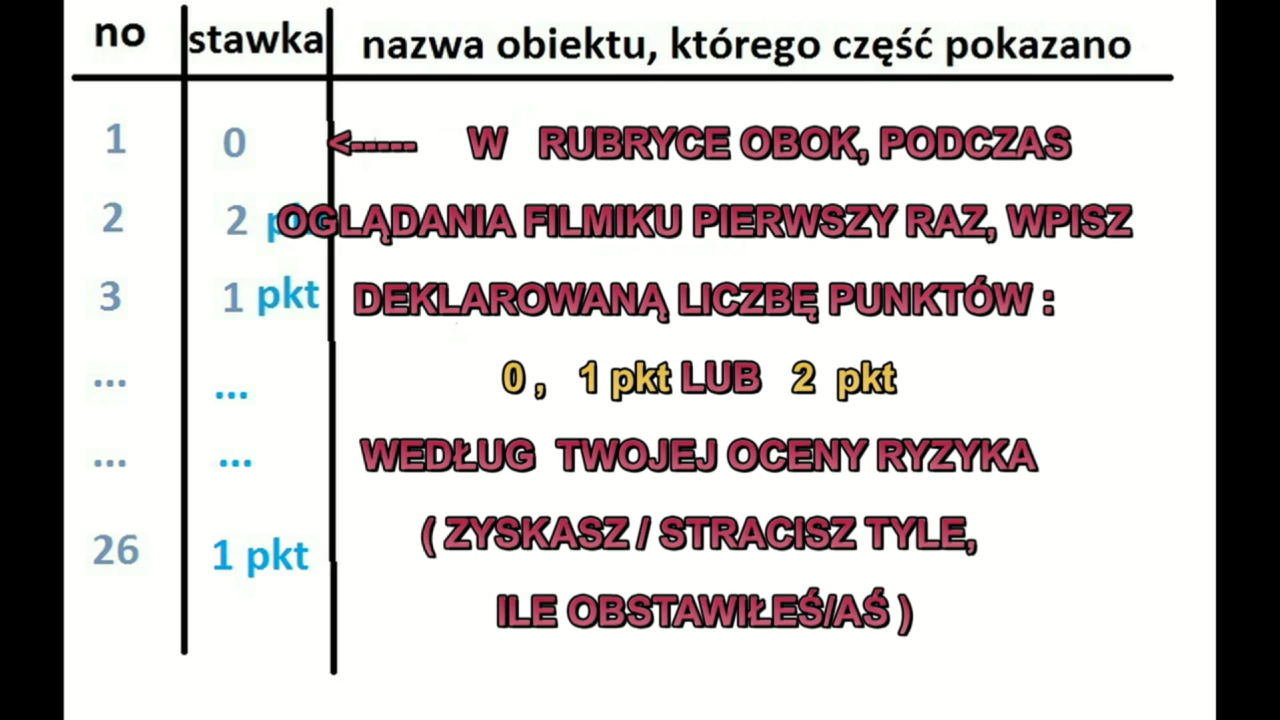 no stawka nazwa obiektu, którego część pokazano
1 0 <----- W RUBRYCE OBOK, PODCZAS
2 2 OGLĄDANIA FILMIKU PIERWSZY RAZ, WPISZ
3 1 pkt DEKLAROWANĄ LICZBĘ PUNKTÓW :
... ... 0 , 1 pkt LUB 2 pkt
... ... WEDŁUG TWOJEJ OCENY RYZYKA
( ZYSKASZ / STRACISZ TYLE,
26 1 pkt
ILE OBSTAWIŁEŚ/AŚ )